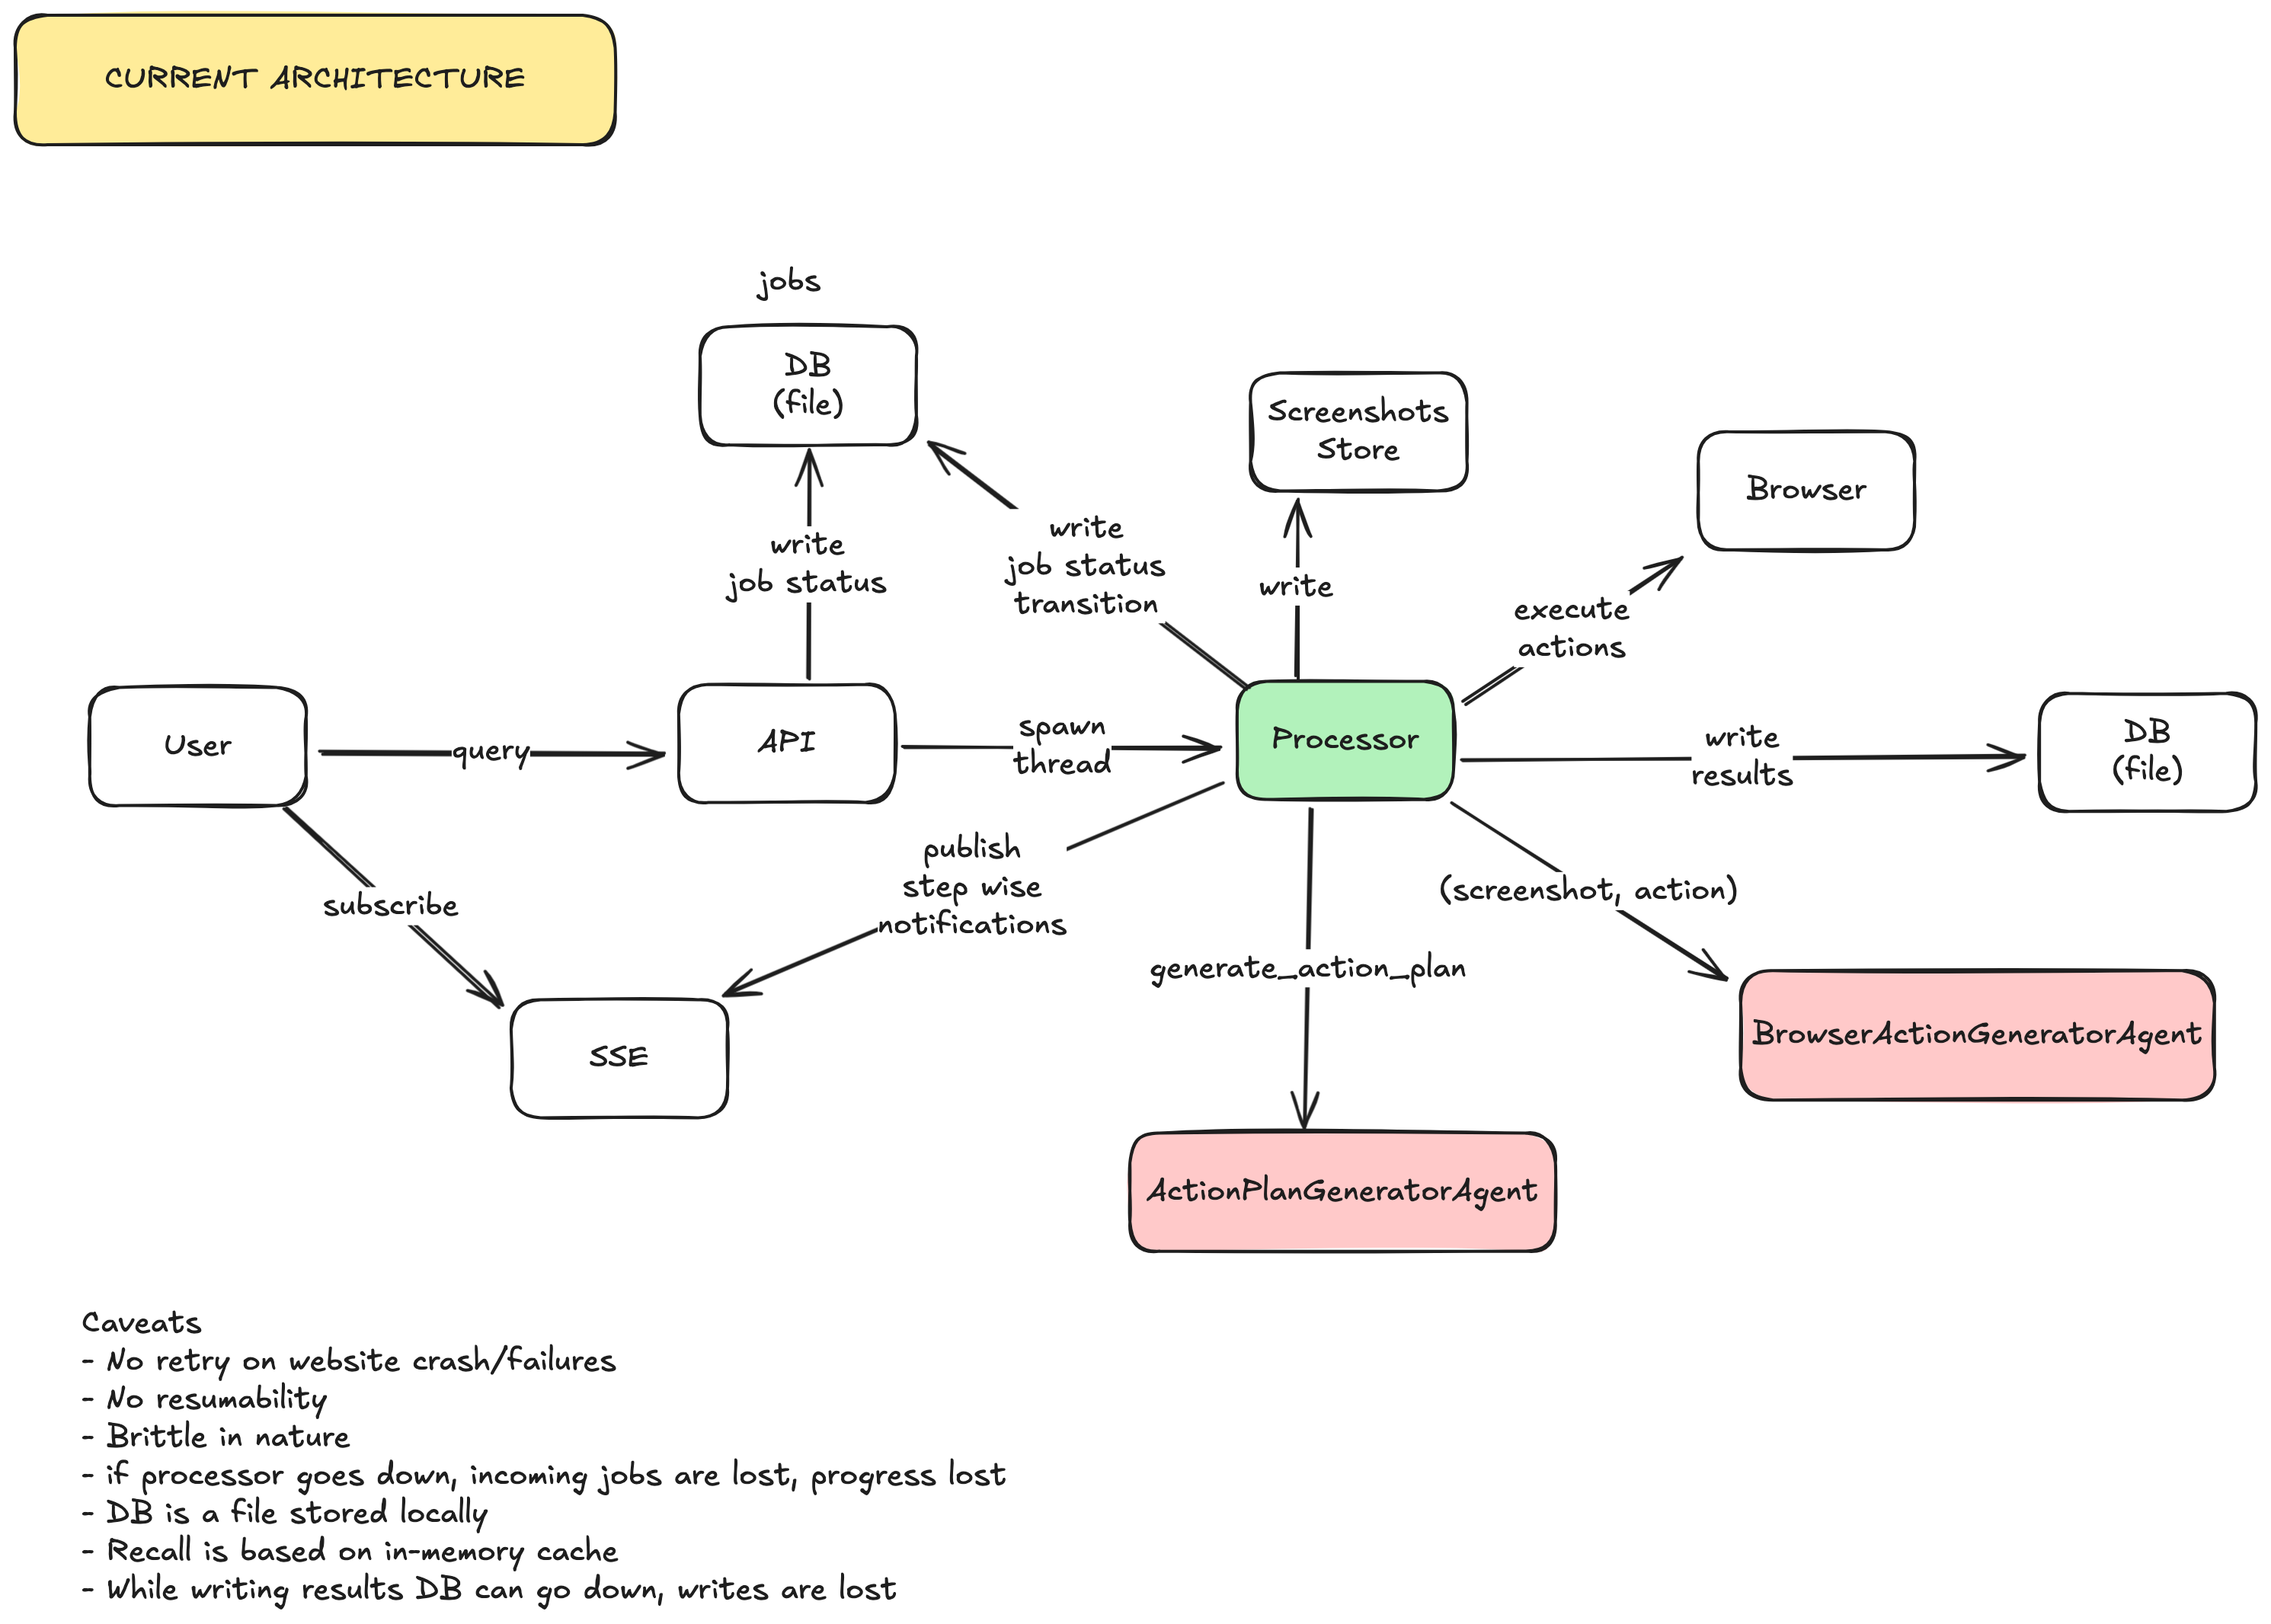 CURRENT ARCHITECTURE
jobs
DB
(file)
Screenshots
Store
Browser
write
job status
write
job status
transition
write
execute
actions
User
query
API
spawn
thread
Processor
write
results
DB
(file)
subscribe
publish
step wise
notifications
(screenshot, action)
generate_action_plan
SSE
BrowserActionGeneratorAgent
ActionPlanGeneratorAgent
Caveats
- No retry on website crash/failures
- No resumability
- Brittle in nature
- if processor goes down, incoming jobs are lost, progress lost
- DB is a file stored locally
- Recall is based on in-memory cache
- While writing results DB can go down, writes are lost